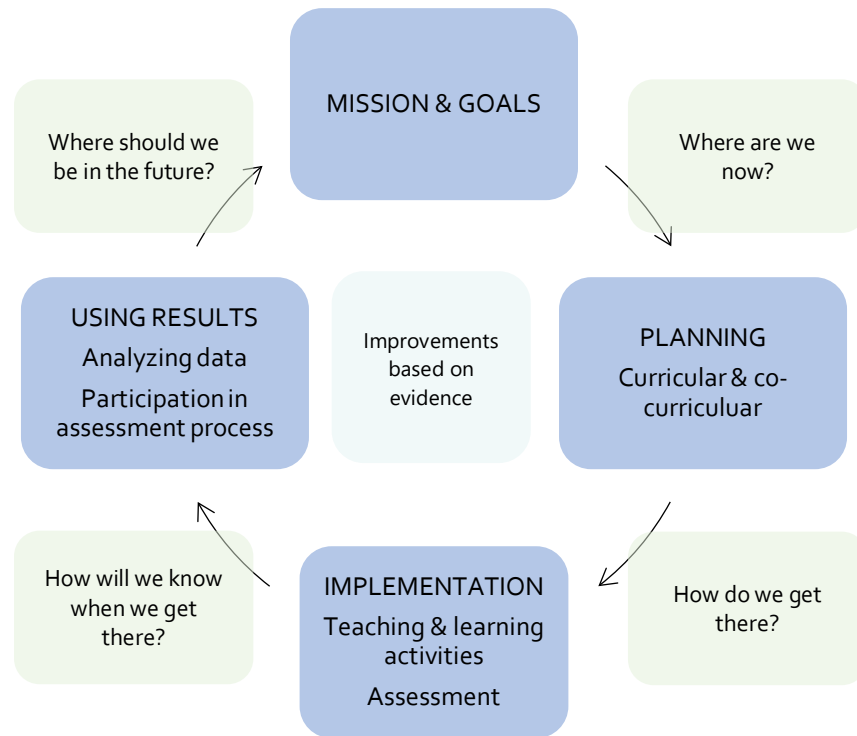 MISSION & GOALS
Where should we
be in the future?
Where are we
now?
USING RESULTS
Analyzing data
Participation in
assessment process
Improvements
based on
evidence
PLANNING
Curricular & co-
curriculuar
How will we know
when we get
there?
IMPLEMENTATION
Teaching & learning
activities
Assessment
How do we get
there?